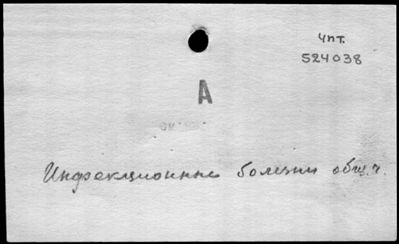 Чпт.
524038
А
Инфекционные болезни общ. ч.